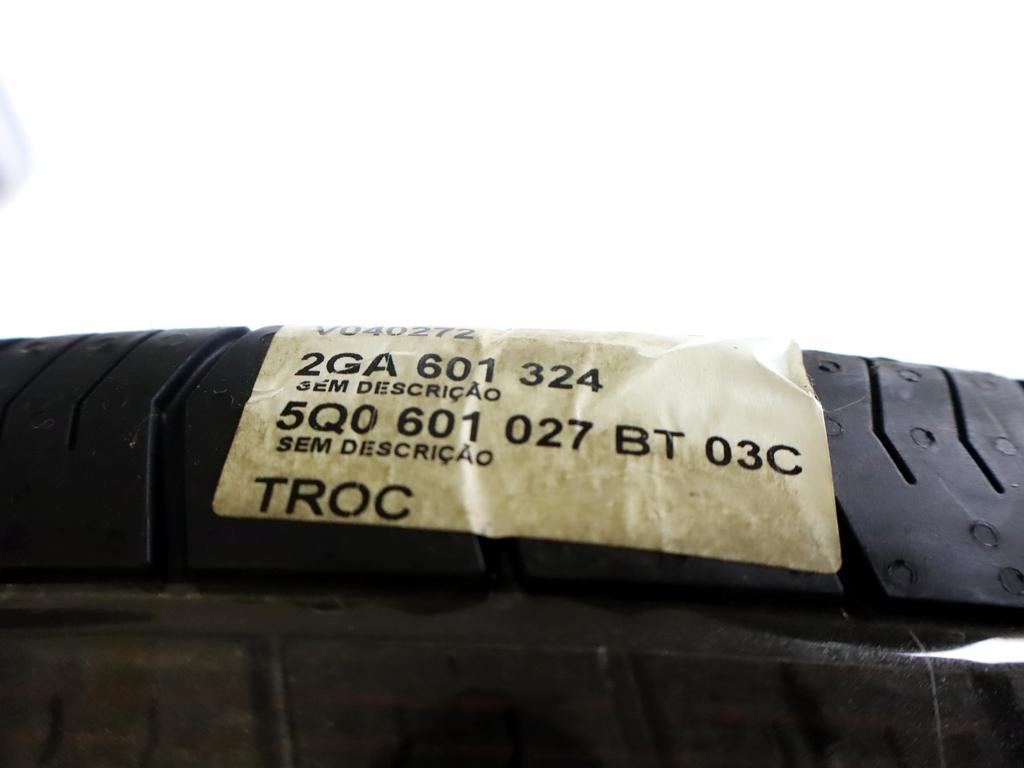 V040272
2GA 601 324
SEM DESCRIÇÃO
5Q0 601 027 BT 03C
SEM DESCRIÇÃO
TROC